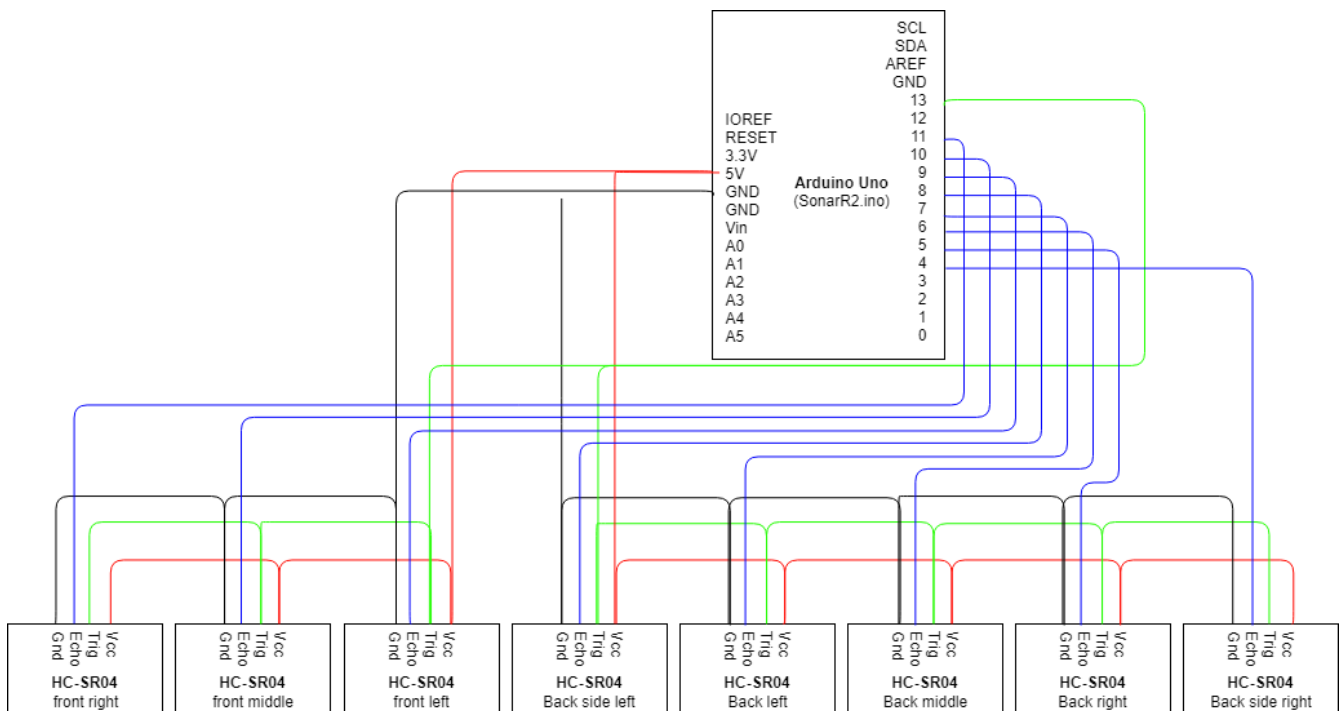 SCL
SDA
AREF
GND
13
12
11
10
9
8
7
6
5
4
3
2
1
0
IOREF
RESET
3.3V
5V
GND
GND
Vin
A0
A1
A2
A3
A4
A5
Arduino Uno
(SonarR2.ino)
Gnd
Echo
Trig
Vcc
HC-SR04
front right
Gnd
Echo
Trig
Vcc
HC-SR04
front middle
Gnd
Echo
Trig
Vcc
HC-SR04
front left
Gnd
Echo
Trig
Vcc
HC-SR04
Back side left
Gnd
Echo
Trig
Vcc
HC-SR04
Back left
Gnd
Echo
Trig
Vcc
HC-SR04
Back middle
Gnd
Echo
Trig
Vcc
HC-SR04
Back right
Gnd
Echo
Trig
Vcc
HC-SR04
Back side right